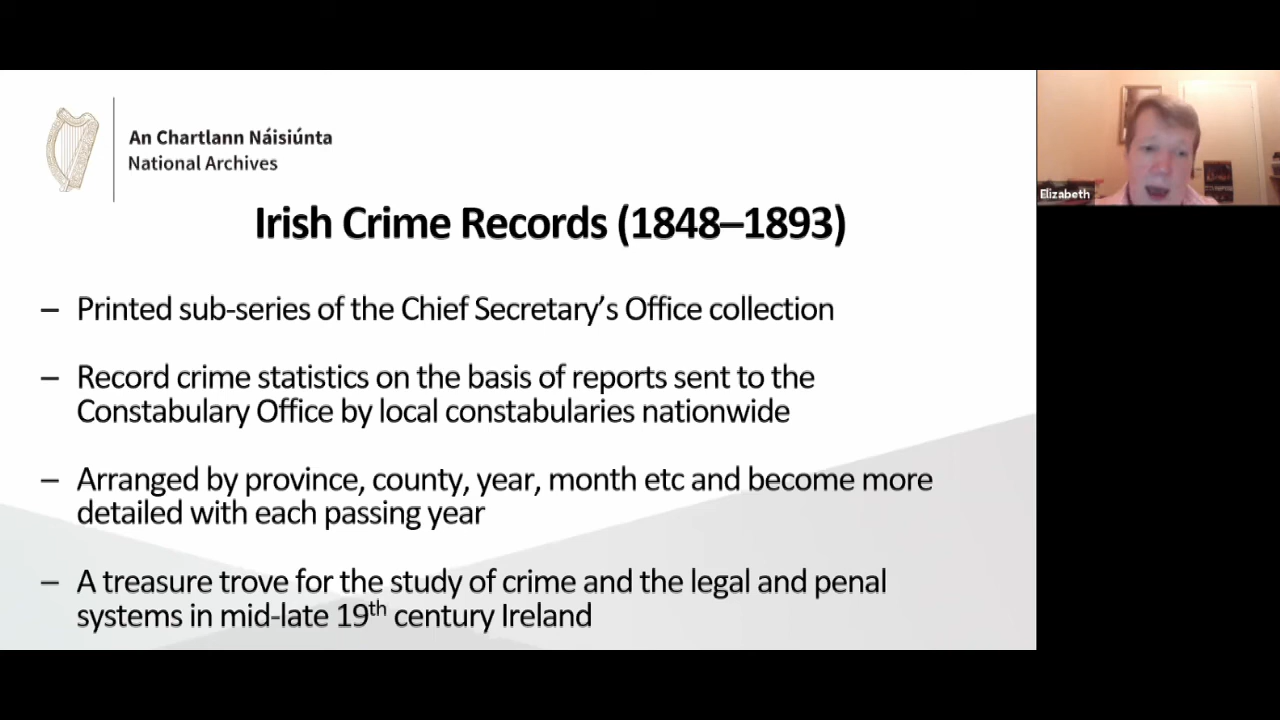 An Chartlann Náisiúnta
National Archives
Irish Crime Records (1848–1893)
– Printed sub-series of the Chief Secretary’s Office collection
– Record crime statistics on the basis of reports sent to the
Constabulary Office by local constabularies nationwide
– Arranged by province, county, year, month etc and become more
detailed with each passing year
– A treasure trove for the study of crime and the legal and penal
systems in mid-late 19th century Ireland
Elizabeth